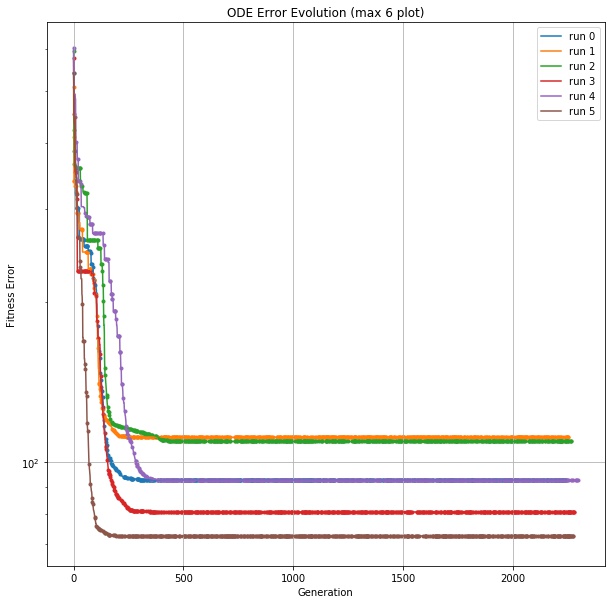 ODE Error Evolution (max 6 plot)
run 0
run 1
run 2
run 3
run 4
run 5
Fitness Error
10²
0
500
1000
1500
2000
Generation